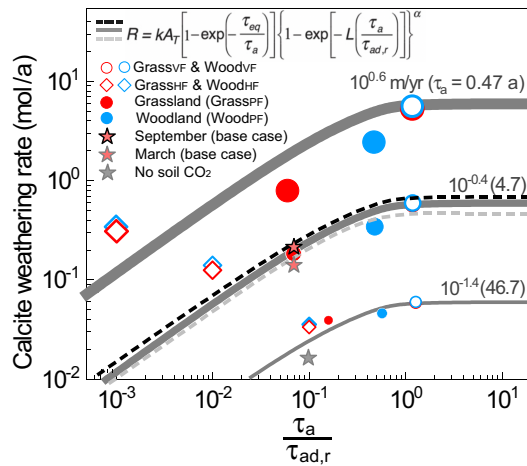 R = kA_T [1-exp(-τ_eq/τ_a)] {1-exp[-L(τ_a/τ_ad,r)]}^α
Grass_VF & Wood_VF
Grass_HF & Wood_HF
Grassland (Grass_PF)
Woodland (Wood_PF)
September (base case)
March (base case)
No soil CO_2
10^0.6 m/yr (τ_a = 0.47 a)
10^-0.4 (4.7)
10^-1.4 (46.7)
Calcite weathering rate (mol/a)
10^2
10^1
10^0
10^-1
10^-2
10^-3 10^-2 10^-1 10^0 10^1
τ_a
τ_ad,r